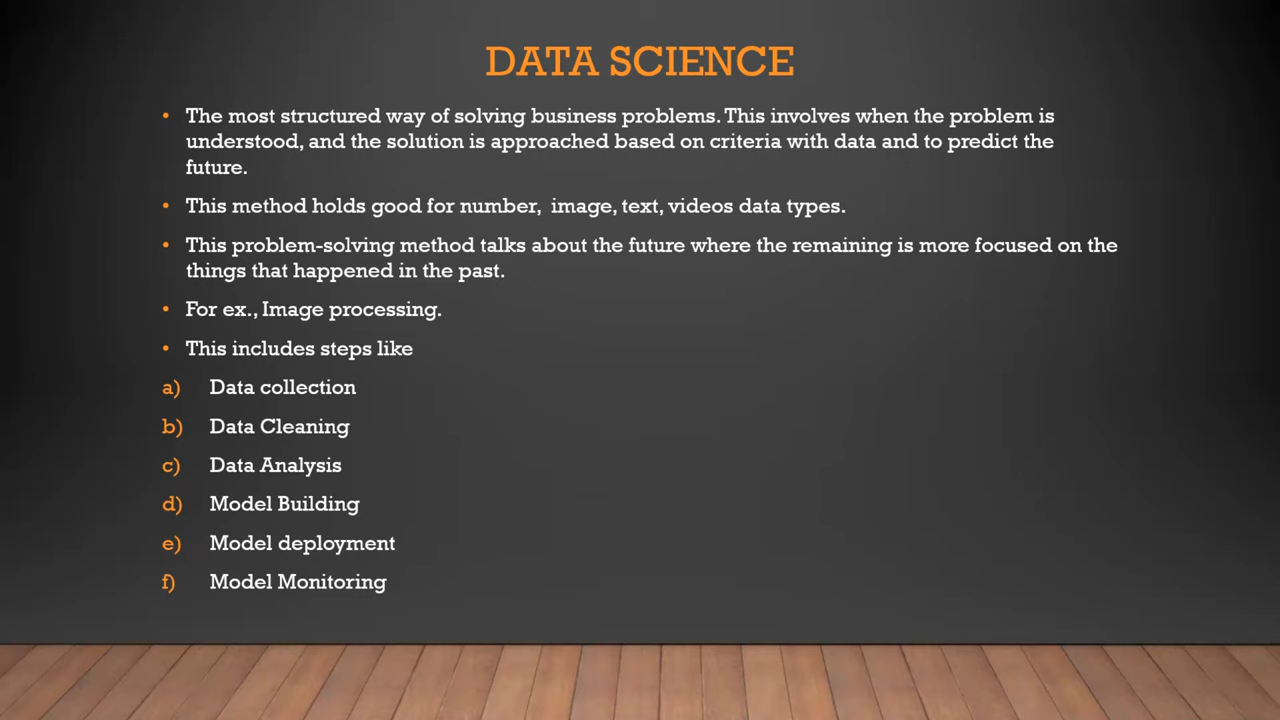 DATA SCIENCE
• The most structured way of solving business problems. This involves when the problem is
understood, and the solution is approached based on criteria with data and to predict the
future.
• This method holds good for number,  image, text, videos data types.
• This problem-solving method talks about the future where the remaining is more focused on the
things that happened in the past.
• For ex., Image processing.
• This includes steps like
a) Data collection
b) Data Cleaning
c) Data Analysis
d) Model Building
e) Model deployment
f) Model Monitoring